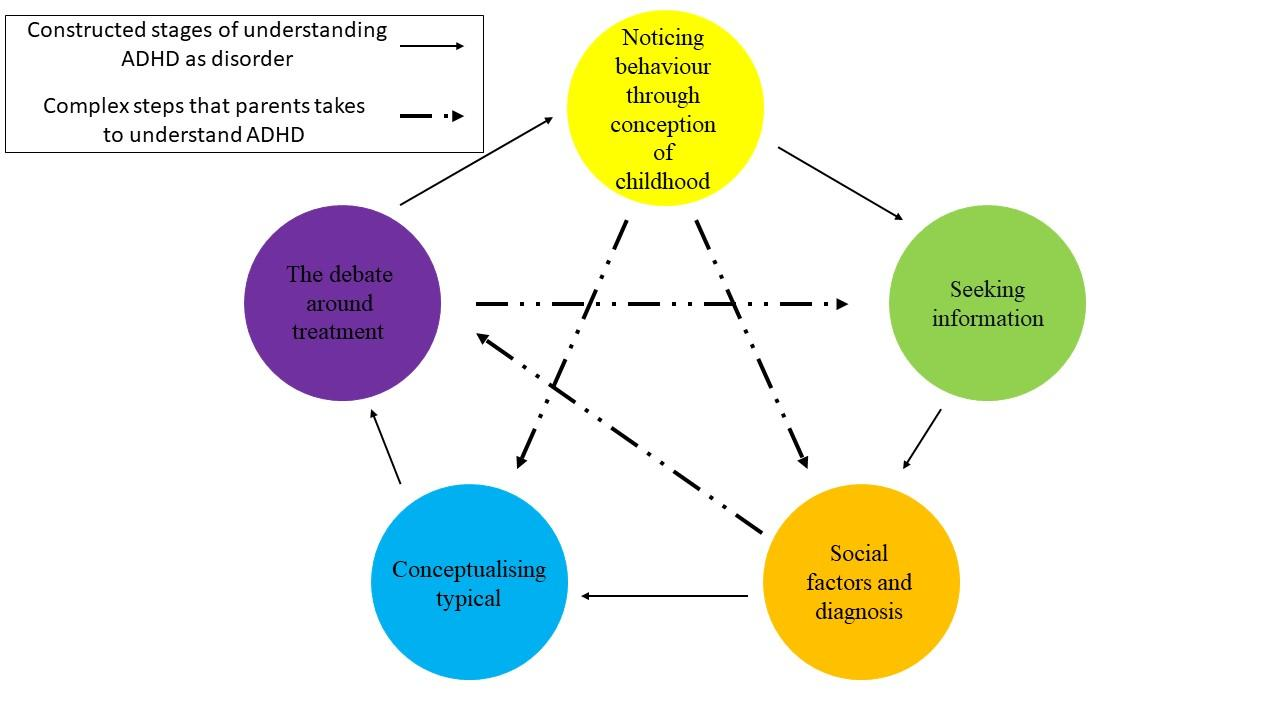 Constructed stages of understanding
ADHD as disorder
Complex steps that parents takes
to understand ADHD
Noticing
behaviour
through
conception
of
childhood
The debate
around
treatment
Seeking
information
Conceptualising
typical
Social
factors and
diagnosis